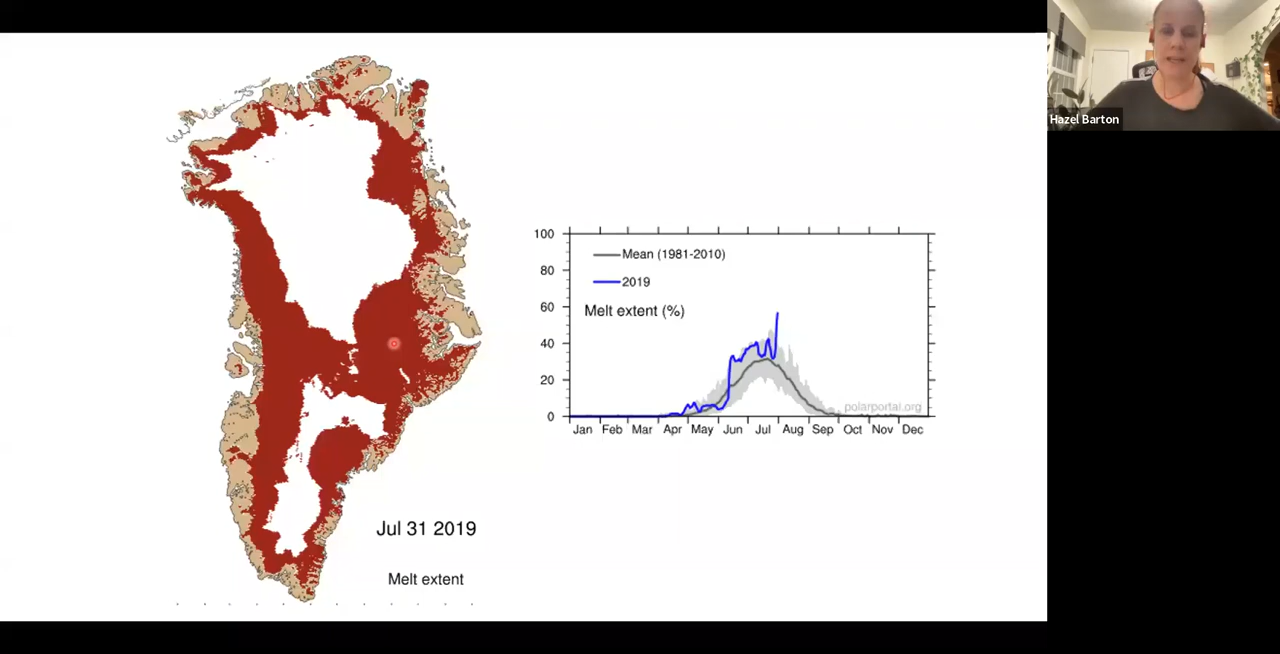 Hazel Barton
100
80
60
40
20
0
Mean (1981-2010)
2019
Melt extent (%)
polarportal.org
Jan Feb Mar Apr May Jun Jul Aug Sep Oct Nov Dec
Jul 31 2019
Melt extent